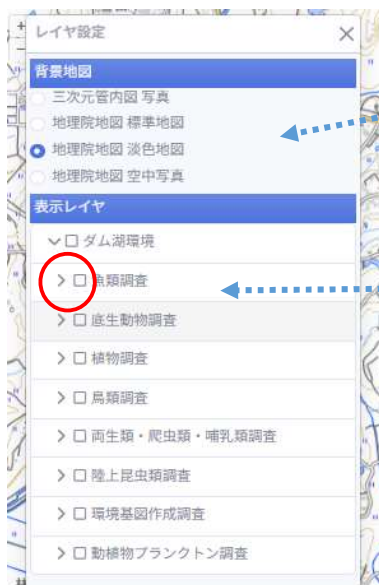 レイヤ設定
背景地図
三次元管内図 写真
地理院地図 標準地図
地理院地図 淡色地図
地理院地図 空中写真
表示レイヤ
ダム湖環境
魚類調査
底生動物調査
植物調査
鳥類調査
両生類・爬虫類・哺乳類調査
陸上昆虫類調査
環境基図作成調査
動植物プランクトン調査